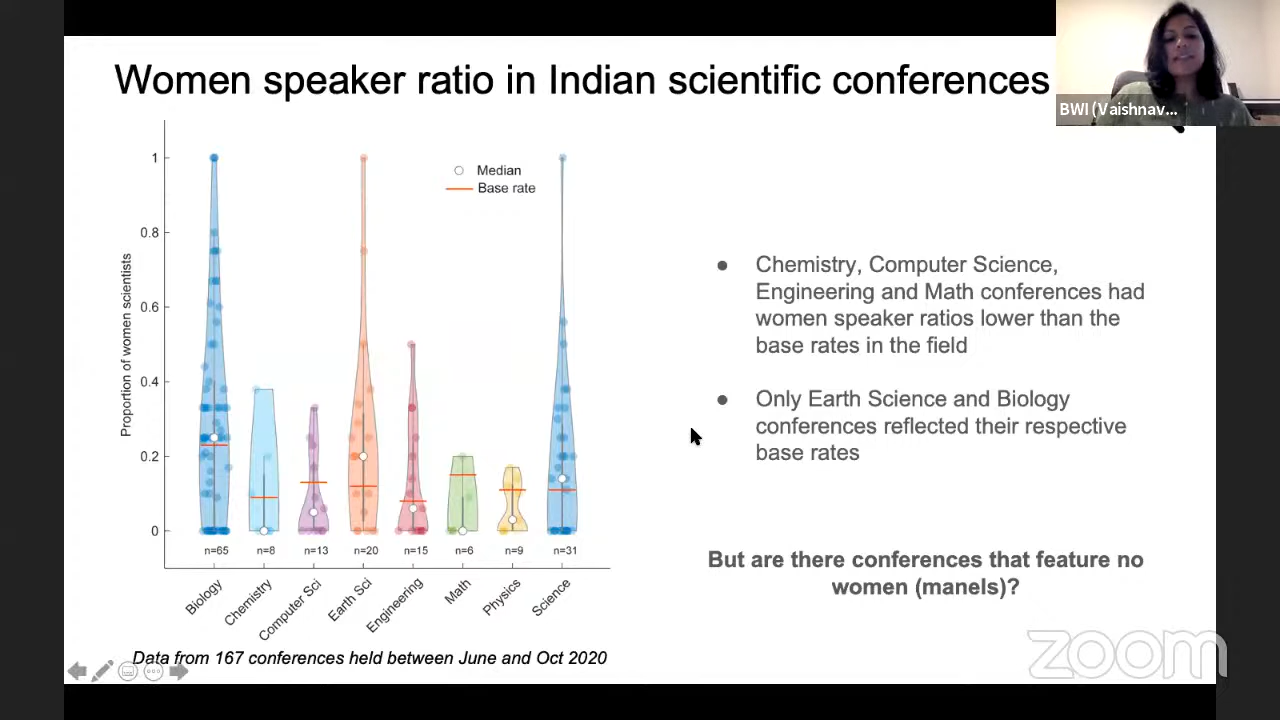 Women speaker ratio in Indian scientific conferences
BWI (Vaishnav...
Median
Base rate
Proportion of women scientists
1
0.8
0.6
0.4
0.2
0
n=65
n=8
n=13
n=20
n=15
n=6
n=9
n=31
Biology
Chemistry
Computer Sci
Earth Sci
Engineering
Math
Physics
Science
Data from 167 conferences held between June and Oct 2020
● Chemistry, Computer Science,
Engineering and Math conferences had
women speaker ratios lower than the
base rates in the field
● Only Earth Science and Biology
conferences reflected their respective
base rates
But are there conferences that feature no
women (manels)?
zoom